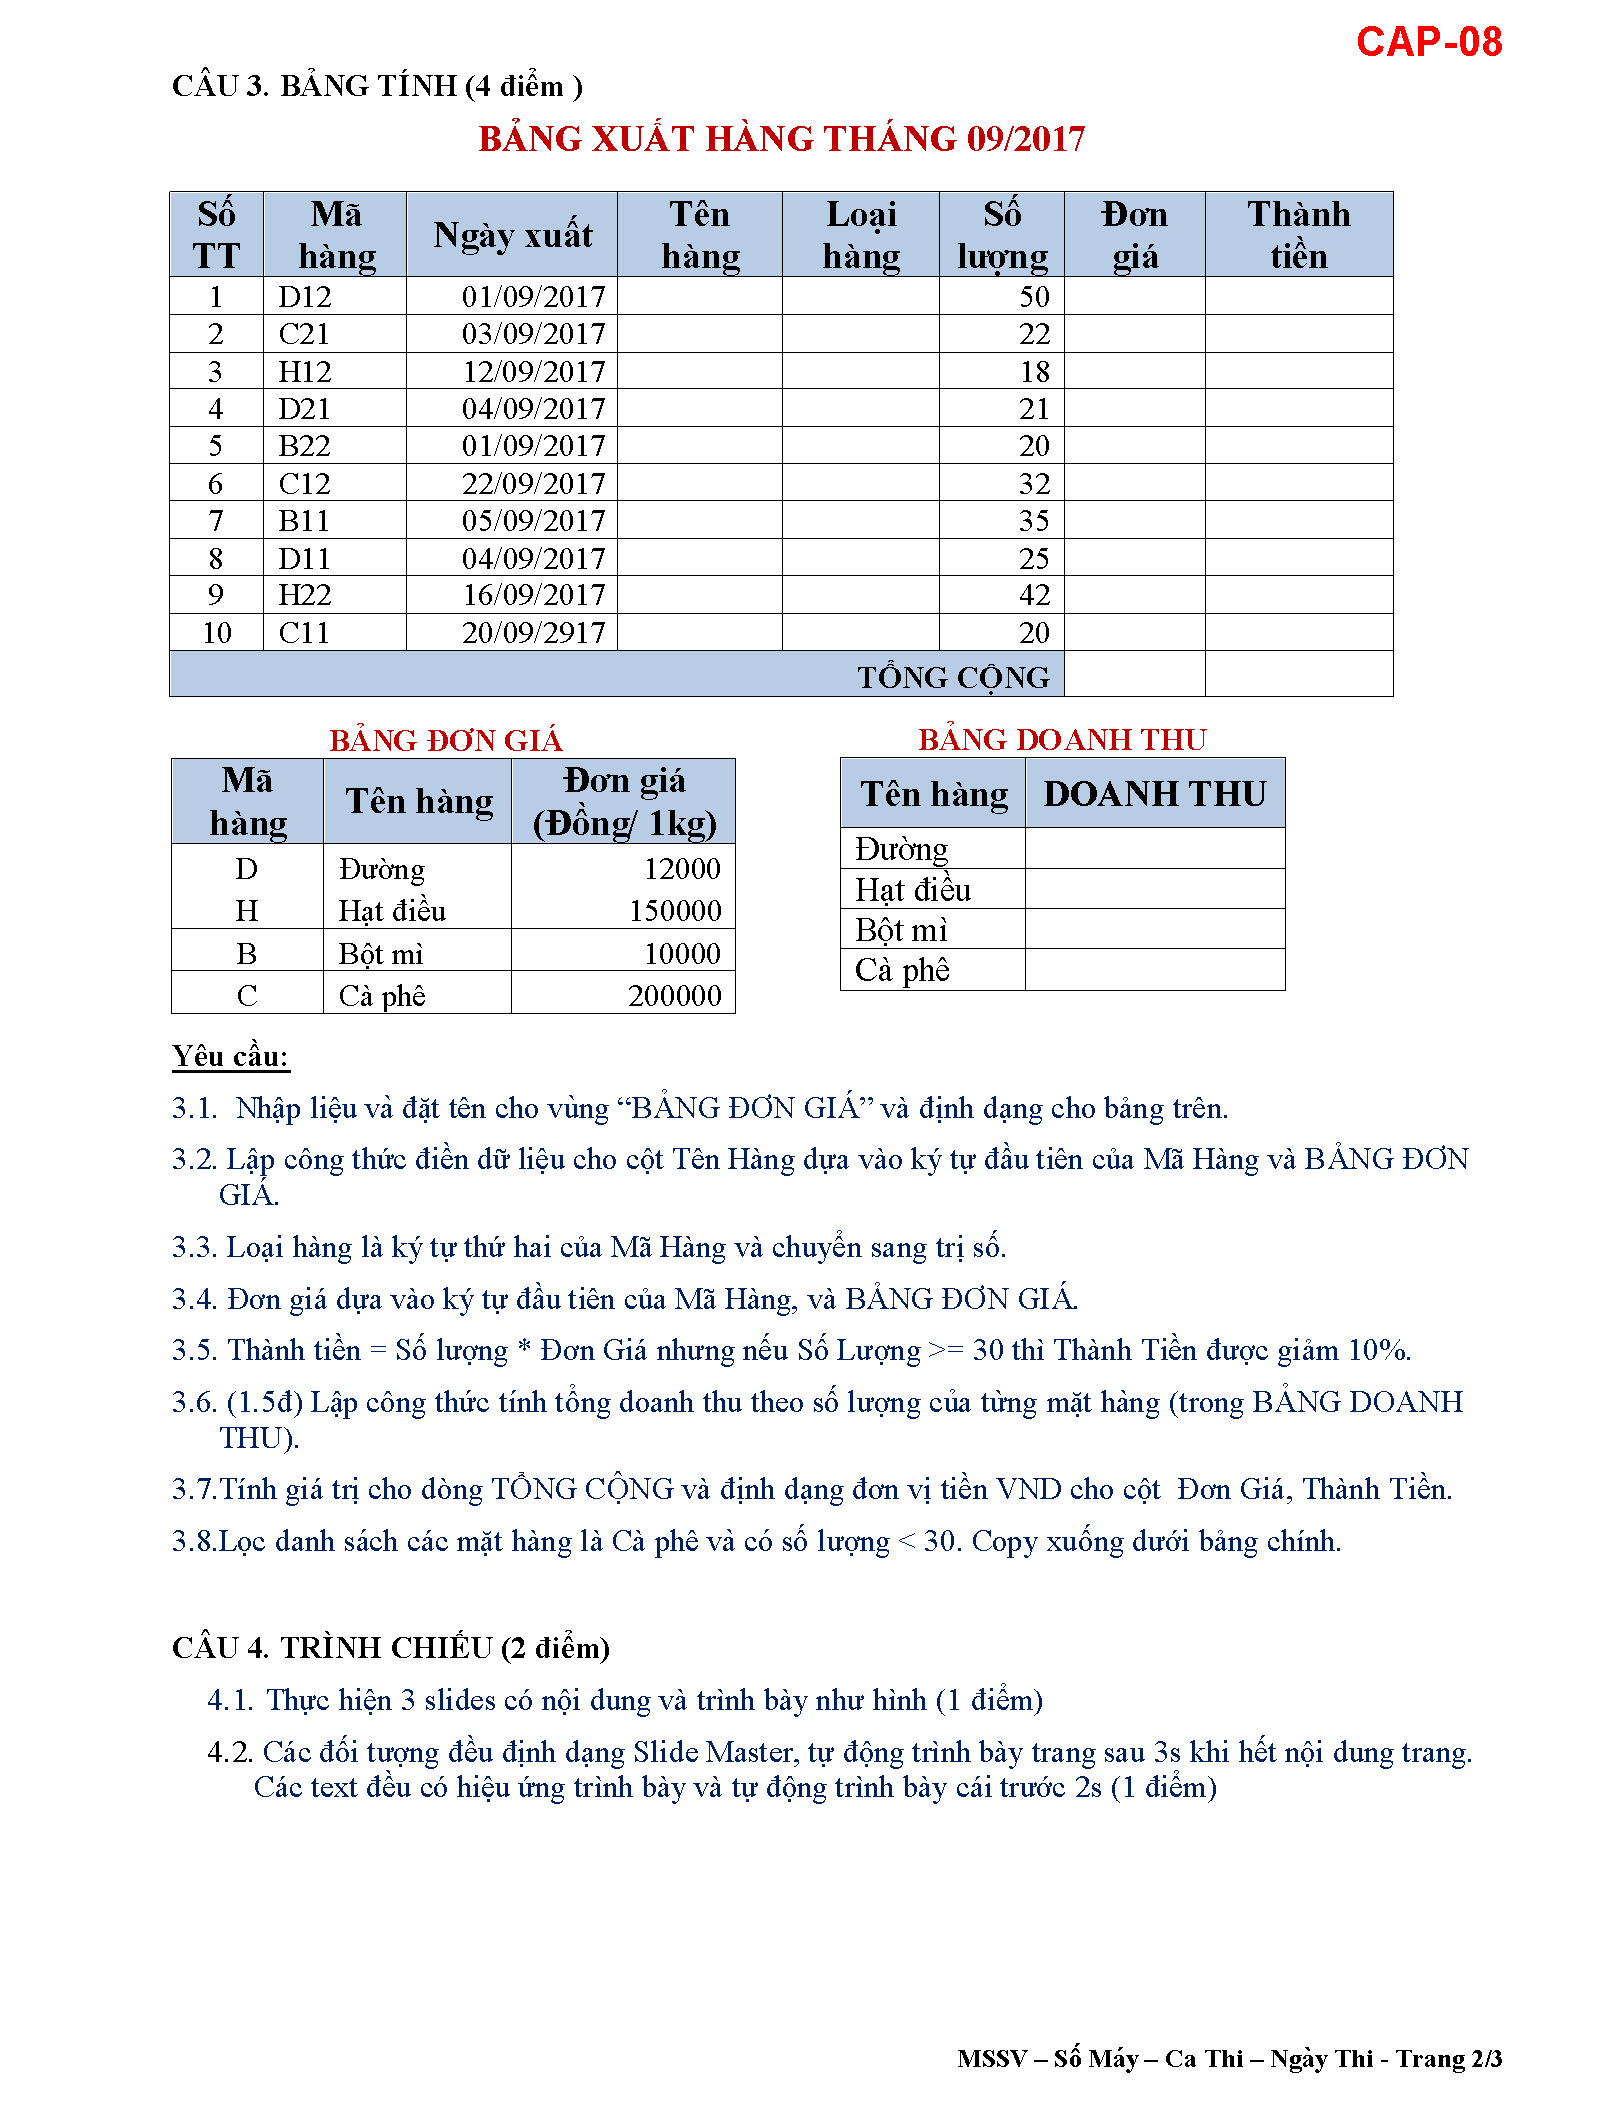 CAP-08
CÂU 3. BẢNG TÍNH (4 điểm )
BẢNG XUẤT HÀNG THÁNG 09/2017
Số TT Mã hàng Ngày xuất Tên hàng Loại hàng Số lượng Đơn giá Thành tiền
1 D12 01/09/2017 50
2 C21 03/09/2017 22
3 H12 12/09/2017 18
4 D21 04/09/2017 21
5 B22 01/09/2017 20
6 C12 22/09/2017 32
7 B11 05/09/2017 35
8 D11 04/09/2017 25
9 H22 16/09/2017 42
10 C11 20/09/2917 20
TỔNG CỘNG
BẢNG ĐƠN GIÁ
Mã hàng Tên hàng Đơn giá (Đồng/ 1kg)
D Đường 12000
H Hạt điều 150000
B Bột mì 10000
C Cà phê 200000
BẢNG DOANH THU
Tên hàng DOANH THU
Đường
Hạt điều
Bột mì
Cà phê
Yêu cầu:
3.1. Nhập liệu và đặt tên cho vùng “BẢNG ĐƠN GIÁ” và định dạng cho bảng trên.
3.2. Lập công thức điền dữ liệu cho cột Tên Hàng dựa vào ký tự đầu tiên của Mã Hàng và BẢNG ĐƠN
GIÁ.
3.3. Loại hàng là ký tự thứ hai của Mã Hàng và chuyển sang trị số.
3.4. Đơn giá dựa vào ký tự đầu tiên của Mã Hàng, và BẢNG ĐƠN GIÁ.
3.5. Thành tiền = Số lượng * Đơn Giá nhưng nếu Số Lượng >= 30 thì Thành Tiền được giảm 10%.
3.6. (1.5đ) Lập công thức tính tổng doanh thu theo số lượng của từng mặt hàng (trong BẢNG DOANH
THU).
3.7.Tính giá trị cho dòng TỔNG CỘNG và định dạng đơn vị tiền VND cho cột Đơn Giá, Thành Tiền.
3.8.Lọc danh sách các mặt hàng là Cà phê và có số lượng < 30. Copy xuống dưới bảng chính.
CÂU 4. TRÌNH CHIẾU (2 điểm)
4.1. Thực hiện 3 slides có nội dung và trình bày như hình (1 điểm)
4.2. Các đối tượng đều định dạng Slide Master, tự động trình bày trang sau 3s khi hết nội dung trang.
Các text đều có hiệu ứng trình bày và tự động trình bày cái trước 2s (1 điểm)
MSSV – Số Máy – Ca Thi – Ngày Thi - Trang 2/3